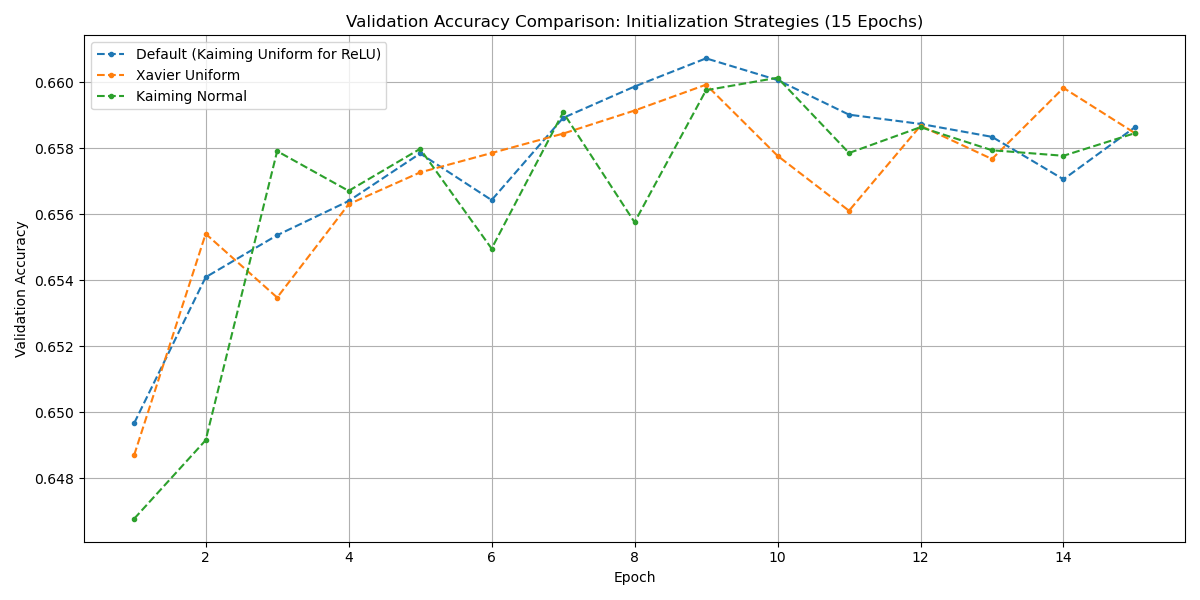 Validation Accuracy Comparison: Initialization Strategies (15 Epochs)
Default (Kaiming Uniform for ReLU)
Xavier Uniform
Kaiming Normal
Validation Accuracy
0.660
0.658
0.656
0.654
0.652
0.650
0.648
2 4 6 8 10 12 14
Epoch